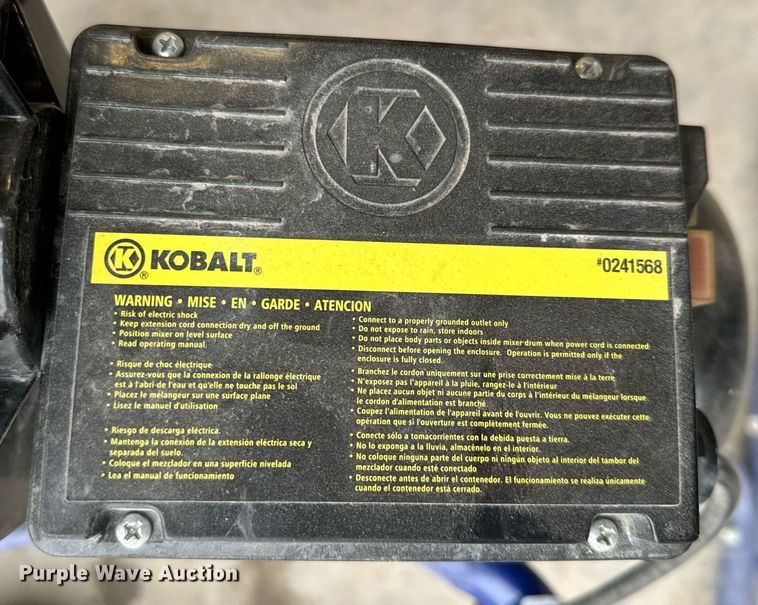 K
K
KOBALT®
#0241568
WARNING • MISE • EN • GARDE • ATENCION
• Risk of electric shock
• Keep extension cord connection dry and off the ground
• Position mixer on level surface
• Read operating manual.
• Connect to a properly grounded outlet only
• Do not expose to rain, store indoors
• Do not place body parts or objects inside mixer-drum when power cord is connected
• Disconnect before opening the enclosure. Operation is permitted only if the
enclosure is fully closed.
• Risque de choc électrique
• Assurez-vous que la connexion de la rallonge électrique
est à l'abri de l'eau et qu'elle ne touche pas le sol
• Placez le mélangeur sur une surface plane
• Lisez le manuel d'utilisation
• Branchez le cordon uniquement sur une prise correctement mise à la terre
• N'exposez pas l'appareil à la pluie, rangez-le à l'intérieur
• Ne placez aucun objet ni aucune partie du corps à l'intérieur du mélangeur lorsque
le cordon d'alimentation est branché
• Coupez l'alimentation de l'appareil avant de l'ouvrir. Vous ne pouvez exécuter cette
opération que si l'ouverture est complètement fermée.
• Riesgo de descarga eléctrica.
• Mantenga la conexión de la extensión eléctrica seca y
separada del suelo.
• Coloque el mezclador en una superficie nivelada
• Lea el manual de funcionamiento
• Conecte sólo a tomacorrientes con la debida puesta a tierra.
• No lo exponga a la lluvia, almacénelo en el interior.
• No coloque ninguna parte del cuerpo ni ningún objeto al interior del tambor del
mezclador cuando esté conectado
• Desconecte antes de abrir el contenedor. El funcionamiento se realiza únicamente
cuando el contenedor está cerrado.
Purple Wave Auction